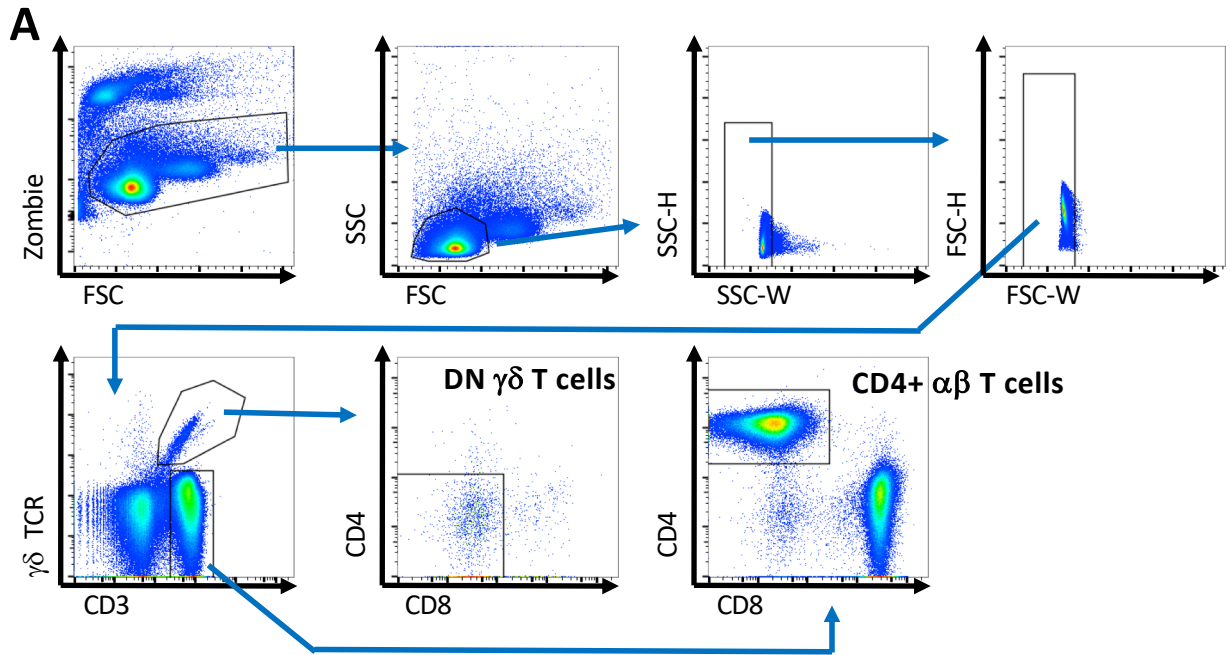 A
Zombie
FSC
SSC
FSC
SSC-H
SSC-W
FSC-H
FSC-W
γδ TCR
CD3
DN γδ T cells
CD4
CD8
CD4+ αβ T cells
CD4
CD8